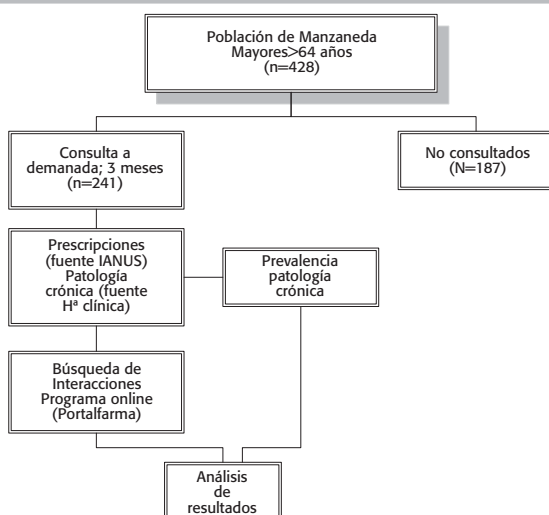 Población de Manzaneda
Mayores>64 años
(n=428)
Consulta a
demanada; 3 meses
(n=241)
No consultados
(N=187)
Prescripciones
(fuente IANUS)
Patología
crónica (fuente
Hª clínica)
Prevalencia
patología
crónica
Búsqueda de
Interacciones
Programa online
(Portalfarma)
Análisis
de
resultados